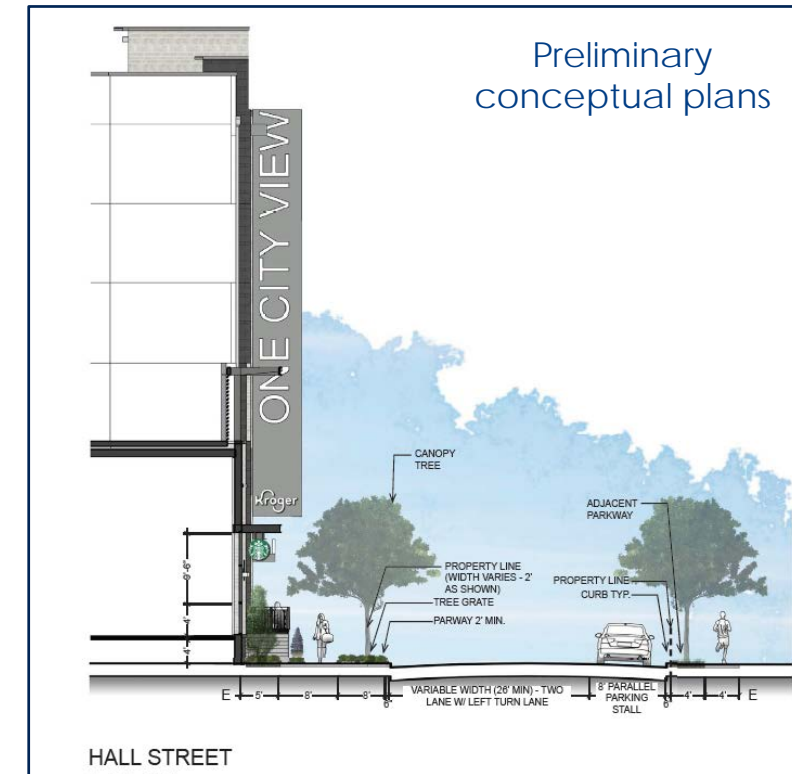 Preliminary
conceptual plans
ONE CITY VIEW
Kroger
CANOPY
TREE
ADJACENT
PARKWAY
PROPERTY LINE
(WIDTH VARIES - 2'
AS SHOWN)
TREE GRATE
PARWAY 2' MIN.
PROPERTY LINE
CURB TYP.
9'-6"
4'
4'
E
5'
8'
8'
6"
VARIABLE WIDTH (26' MIN) - TWO
LANE W/ LEFT TURN LANE
8' PARALLEL
PARKING
STALL
6"
4'
4'
E
HALL STREET